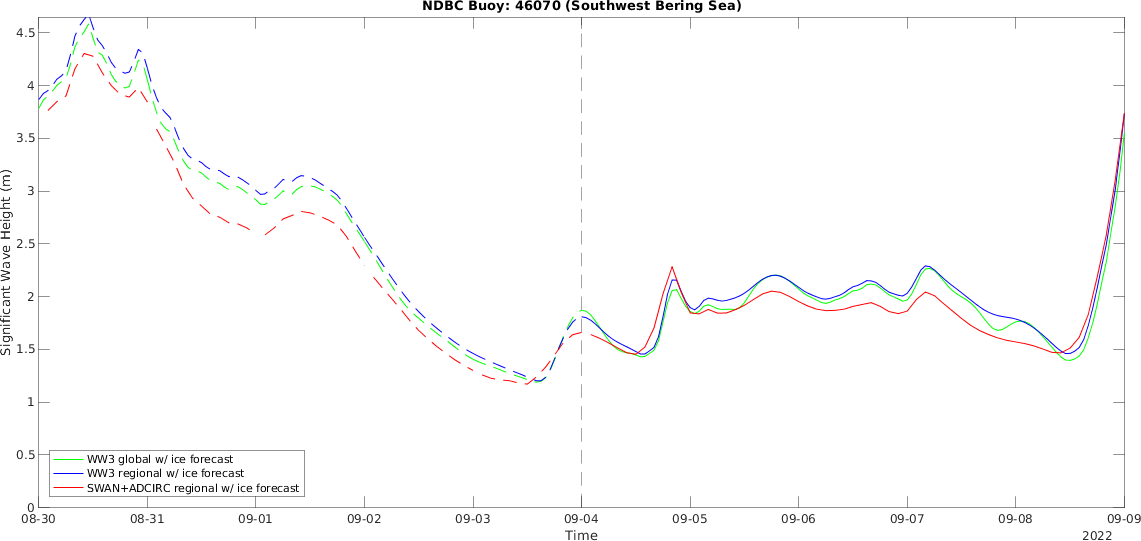 NDBC Buoy: 46070 (Southwest Bering Sea)
Significant Wave Height (m)
4.5
4
3.5
3
2.5
2
1.5
1
0.5
0
WW3 global w/ ice forecast
WW3 regional w/ ice forecast
SWAN+ADCIRC regional w/ ice forecast
08-30 08-31 09-01 09-02 09-03 09-04 09-05 09-06 09-07 09-08 09-09
Time
2022